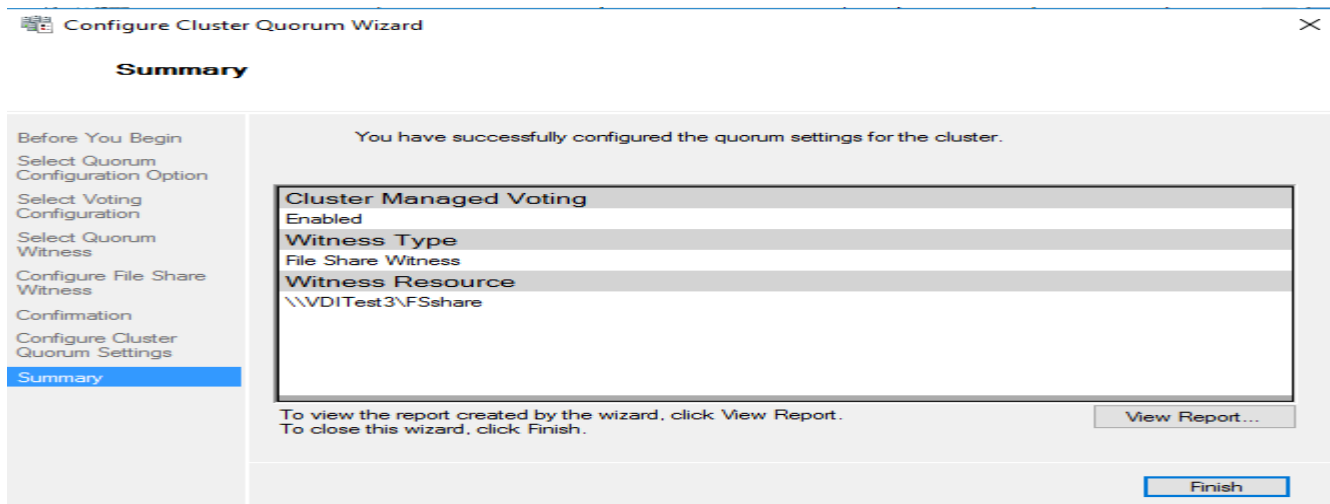 Configure Cluster Quorum Wizard
Summary
Before You Begin
Select Quorum
Configuration Option
Select Voting
Configuration
Select Quorum
Witness
Configure File Share
Witness
Confirmation
Configure Cluster
Quorum Settings
Summary
You have successfully configured the quorum settings for the cluster.
Cluster Managed Voting
Enabled
Witness Type
File Share Witness
Witness Resource
\\VDITest3\FSshare
To view the report created by the wizard, click View Report.
To close this wizard, click Finish.
View Report...
Finish